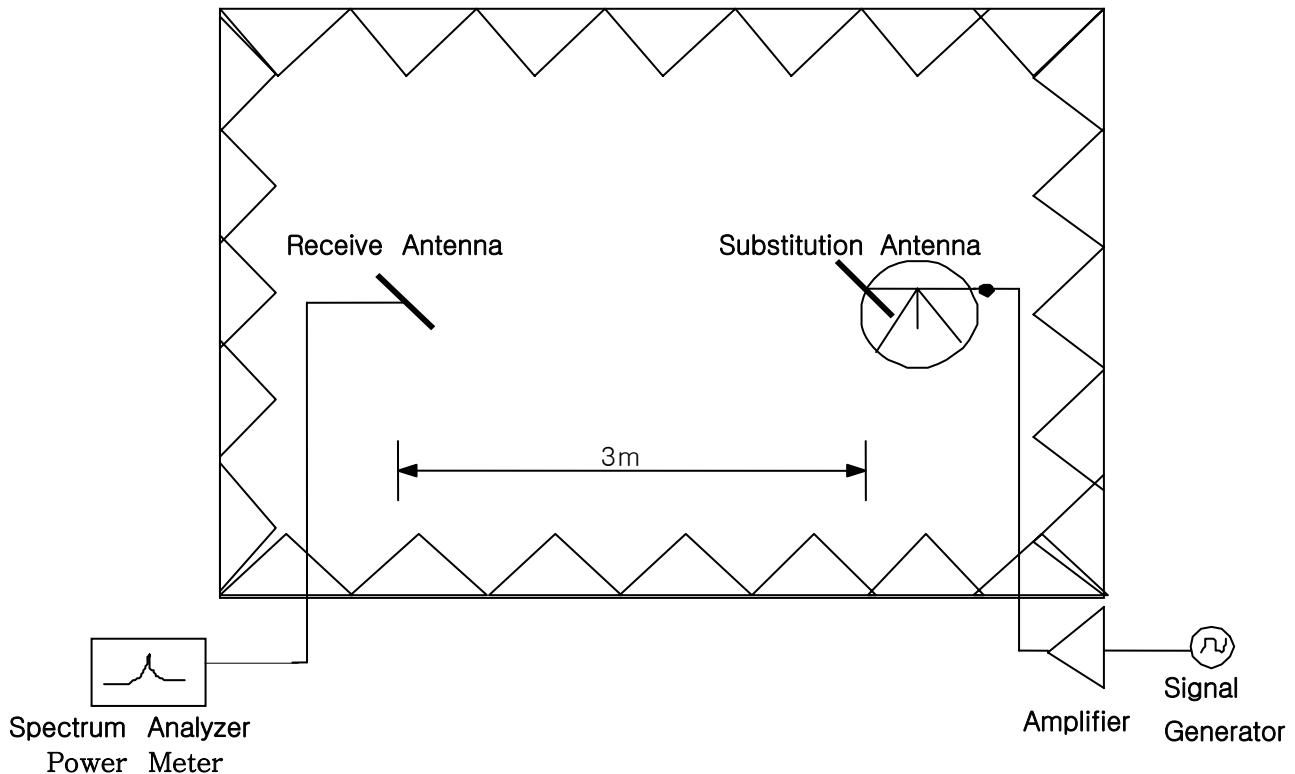 Receive Antenna
Substitution Antenna
3m
Spectrum Analyzer
Power Meter
Amplifier
Signal
Generator